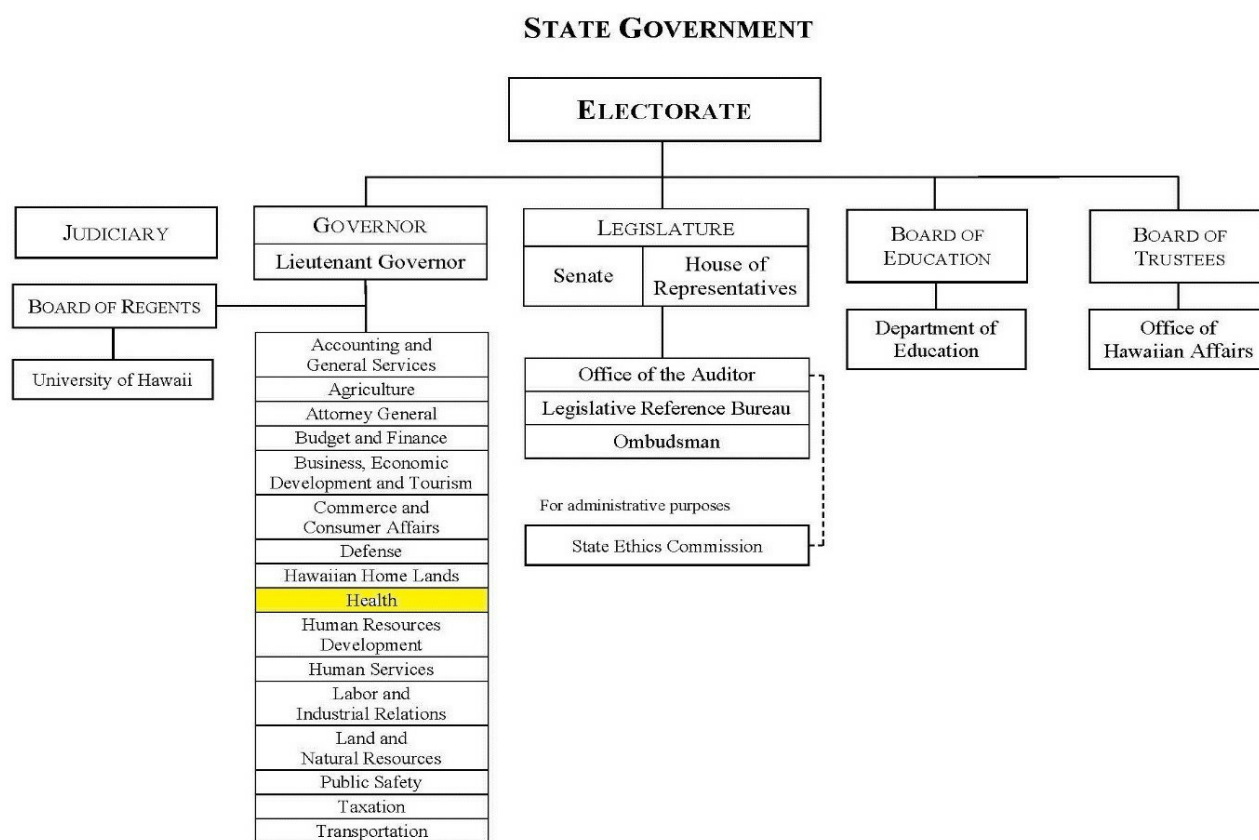 STATE GOVERNMENT
ELECTORATE
JUDICIARY
GOVERNOR
Lieutenant Governor
LEGISLATURE
Senate
House of
Representatives
BOARD OF
EDUCATION
BOARD OF
TRUSTEES
BOARD OF REGENTS
University of Hawaii
Department of
Education
Office of
Hawaiian Affairs
Accounting and
General Services
Agriculture
Attorney General
Budget and Finance
Business, Economic
Development and Tourism
Commerce and
Consumer Affairs
Defense
Hawaiian Home Lands
Health
Human Resources
Development
Human Services
Labor and
Industrial Relations
Land and
Natural Resources
Public Safety
Taxation
Transportation
Office of the Auditor
Legislative Reference Bureau
Ombudsman
For administrative purposes
State Ethics Commission